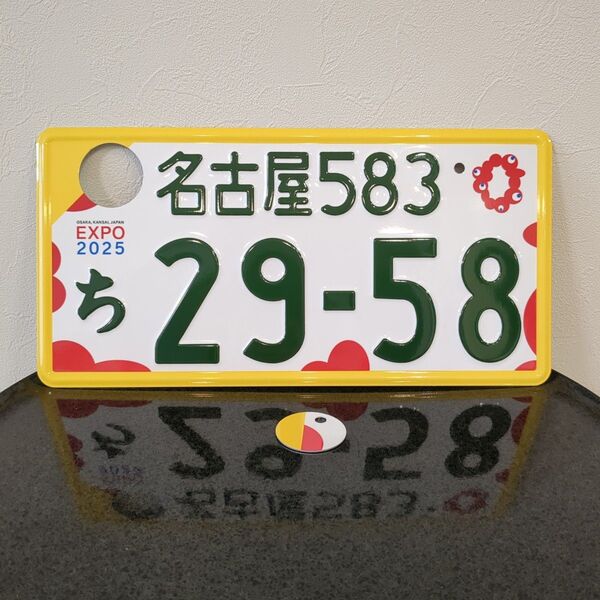 名古屋583
OSAKA, KANSAI, JAPAN
EXPO
2025
ち 29-58